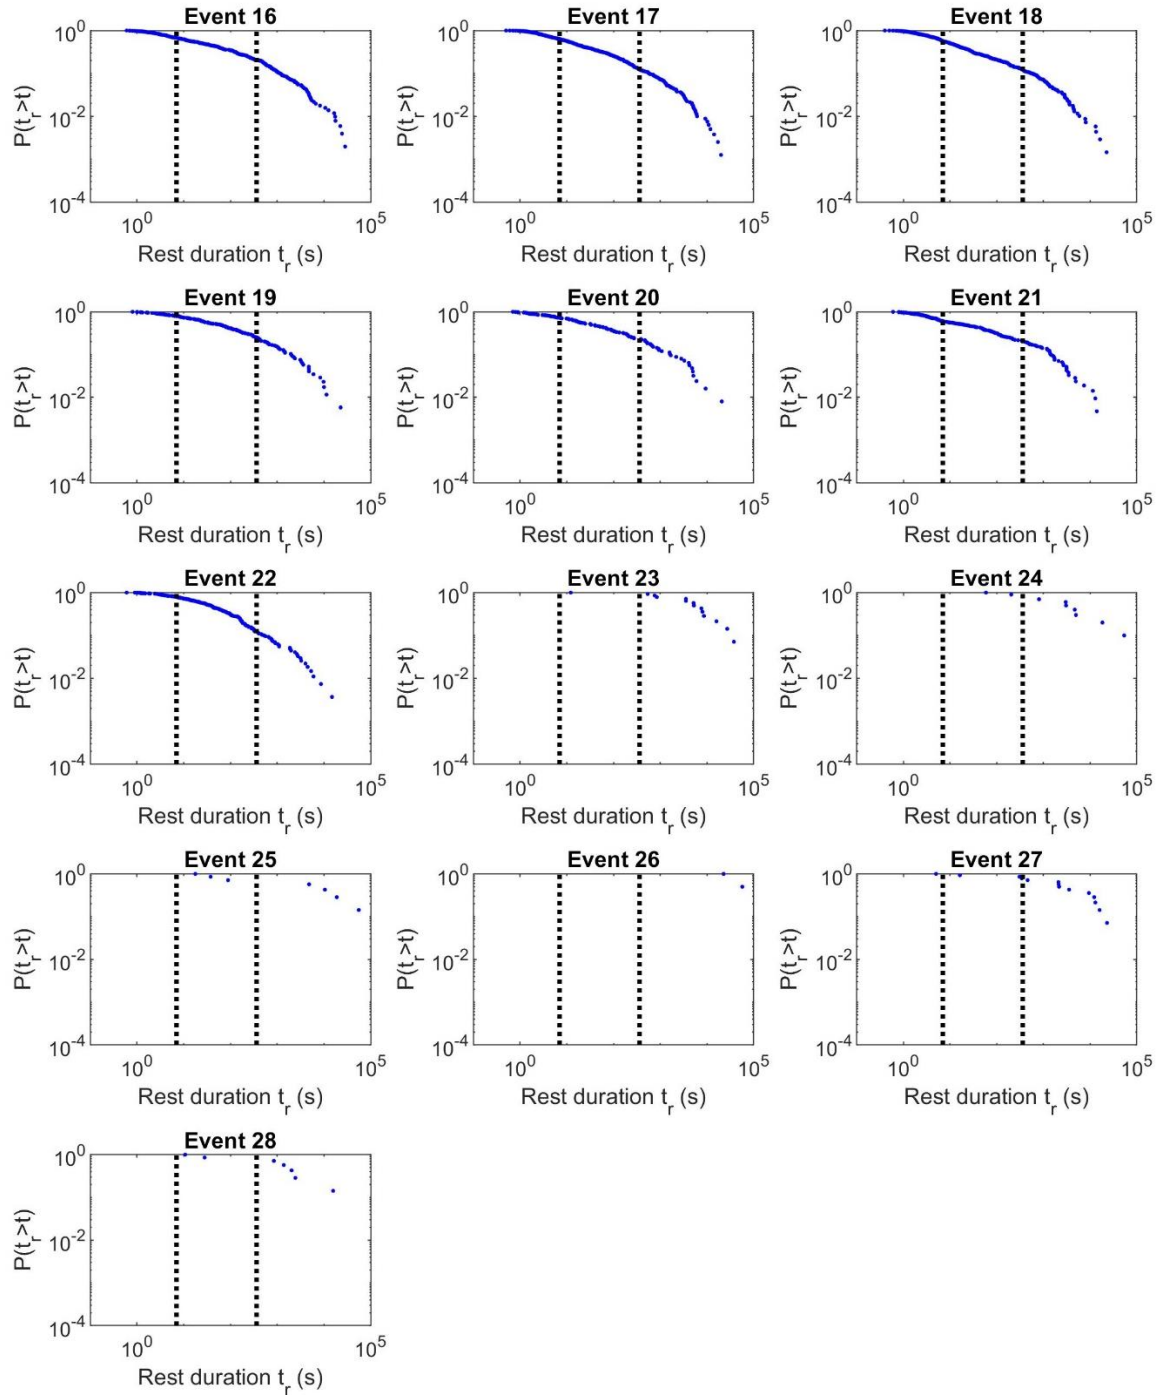 Event 16
Event 17
Event 18
10^0
10^-2
10^-4
P(t_r>t)
10^0
10^5
Rest duration t_r (s)
10^0
10^-2
10^-4
P(t_r>t)
10^0
10^5
Rest duration t_r (s)
10^0
10^-2
10^-4
P(t_r>t)
10^0
10^5
Rest duration t_r (s)
Event 19
Event 20
Event 21
10^0
10^-2
10^-4
P(t_r>t)
10^0
10^5
Rest duration t_r (s)
10^0
10^-2
10^-4
P(t_r>t)
10^0
10^5
Rest duration t_r (s)
10^0
10^-2
10^-4
P(t_r>t)
10^0
10^5
Rest duration t_r (s)
Event 22
Event 23
Event 24
10^0
10^-2
10^-4
P(t_r>t)
10^0
10^5
Rest duration t_r (s)
10^0
10^-2
10^-4
P(t_r>t)
10^0
10^5
Rest duration t_r (s)
10^0
10^-2
10^-4
P(t_r>t)
10^0
10^5
Rest duration t_r (s)
Event 25
Event 26
Event 27
10^0
10^-2
10^-4
P(t_r>t)
10^0
10^5
Rest duration t_r (s)
10^0
10^-2
10^-4
P(t_r>t)
10^0
10^5
Rest duration t_r (s)
10^0
10^-2
10^-4
P(t_r>t)
10^0
10^5
Rest duration t_r (s)
Event 28
10^0
10^-2
10^-4
P(t_r>t)
10^0
10^5
Rest duration t_r (s)